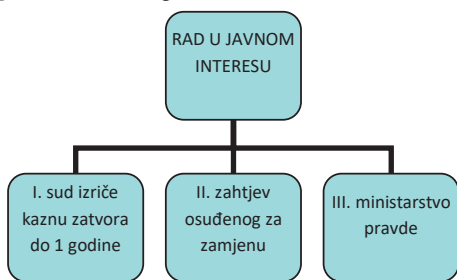 RAD U JAVNOM
INTERESU
I. sud izriče
kaznu zatvora
do 1 godine
II. zahtjev
osuđenog za
zamjenu
III. ministarstvo
pravde